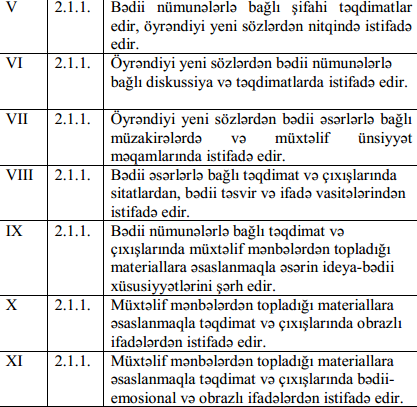 V 2.1.1. Bədii nümunələrlə bağlı şifahi təqdimatlar
edir, öyrəndiyi yeni sözlərdən nitqində istifadə
edir.
VI 2.1.1. Öyrəndiyi yeni sözlərdən bədii nümunələrlə
bağlı diskussiya və təqdimatlarda istifadə edir.
VII 2.1.1. Öyrəndiyi yeni sözlərdən bədii əsərlərlə bağlı
müzakirələrdə və müxtəlif ünsiyyət
məqamlarında istifadə edir.
VIII 2.1.1. Bədii əsərlərlə bağlı təqdimat və çıxışlarında
sitatlardan, bədii təsvir və ifadə vasitələrindən
istifadə edir.
IX 2.1.1. Bədii nümunələrlə bağlı təqdimat və
çıxışlarında müxtəlif mənbələrdən topladığı
materiallara əsaslanmaqla əsərin ideya-bədii
xüsusiyyətlərini şərh edir.
X 2.1.1. Müxtəlif mənbələrdən topladığı materiallara
əsaslanmaqla təqdimat və çıxışlarında obrazlı
ifadələrdən istifadə edir.
XI 2.1.1. Müxtəlif mənbələrdən topladığı materiallara
əsaslanmaqla təqdimat və çıxışlarında bədii-
emosional və obrazlı ifadələrdən istifadə edir.